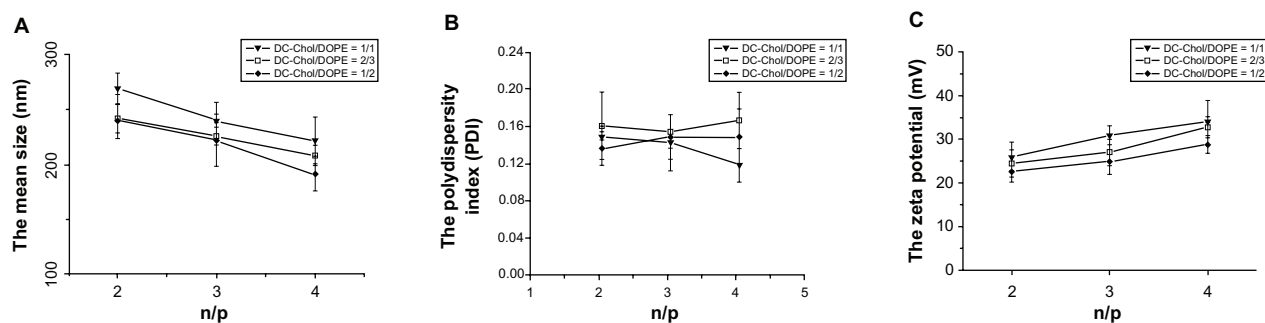 A
The mean size (nm)
300
200
100
DC-Chol/DOPE = 1/1
DC-Chol/DOPE = 2/3
DC-Chol/DOPE = 1/2
2
3
4
n/p
B
The polydispersity
index (PDI)
0.24
0.20
0.16
0.12
0.08
0.04
0.00
DC-Chol/DOPE = 1/1
DC-Chol/DOPE = 2/3
DC-Chol/DOPE = 1/2
1
2
3
4
5
n/p
C
The zeta potential (mV)
50
40
30
20
10
0
DC-Chol/DOPE = 1/1
DC-Chol/DOPE = 2/3
DC-Chol/DOPE = 1/2
2
3
4
n/p